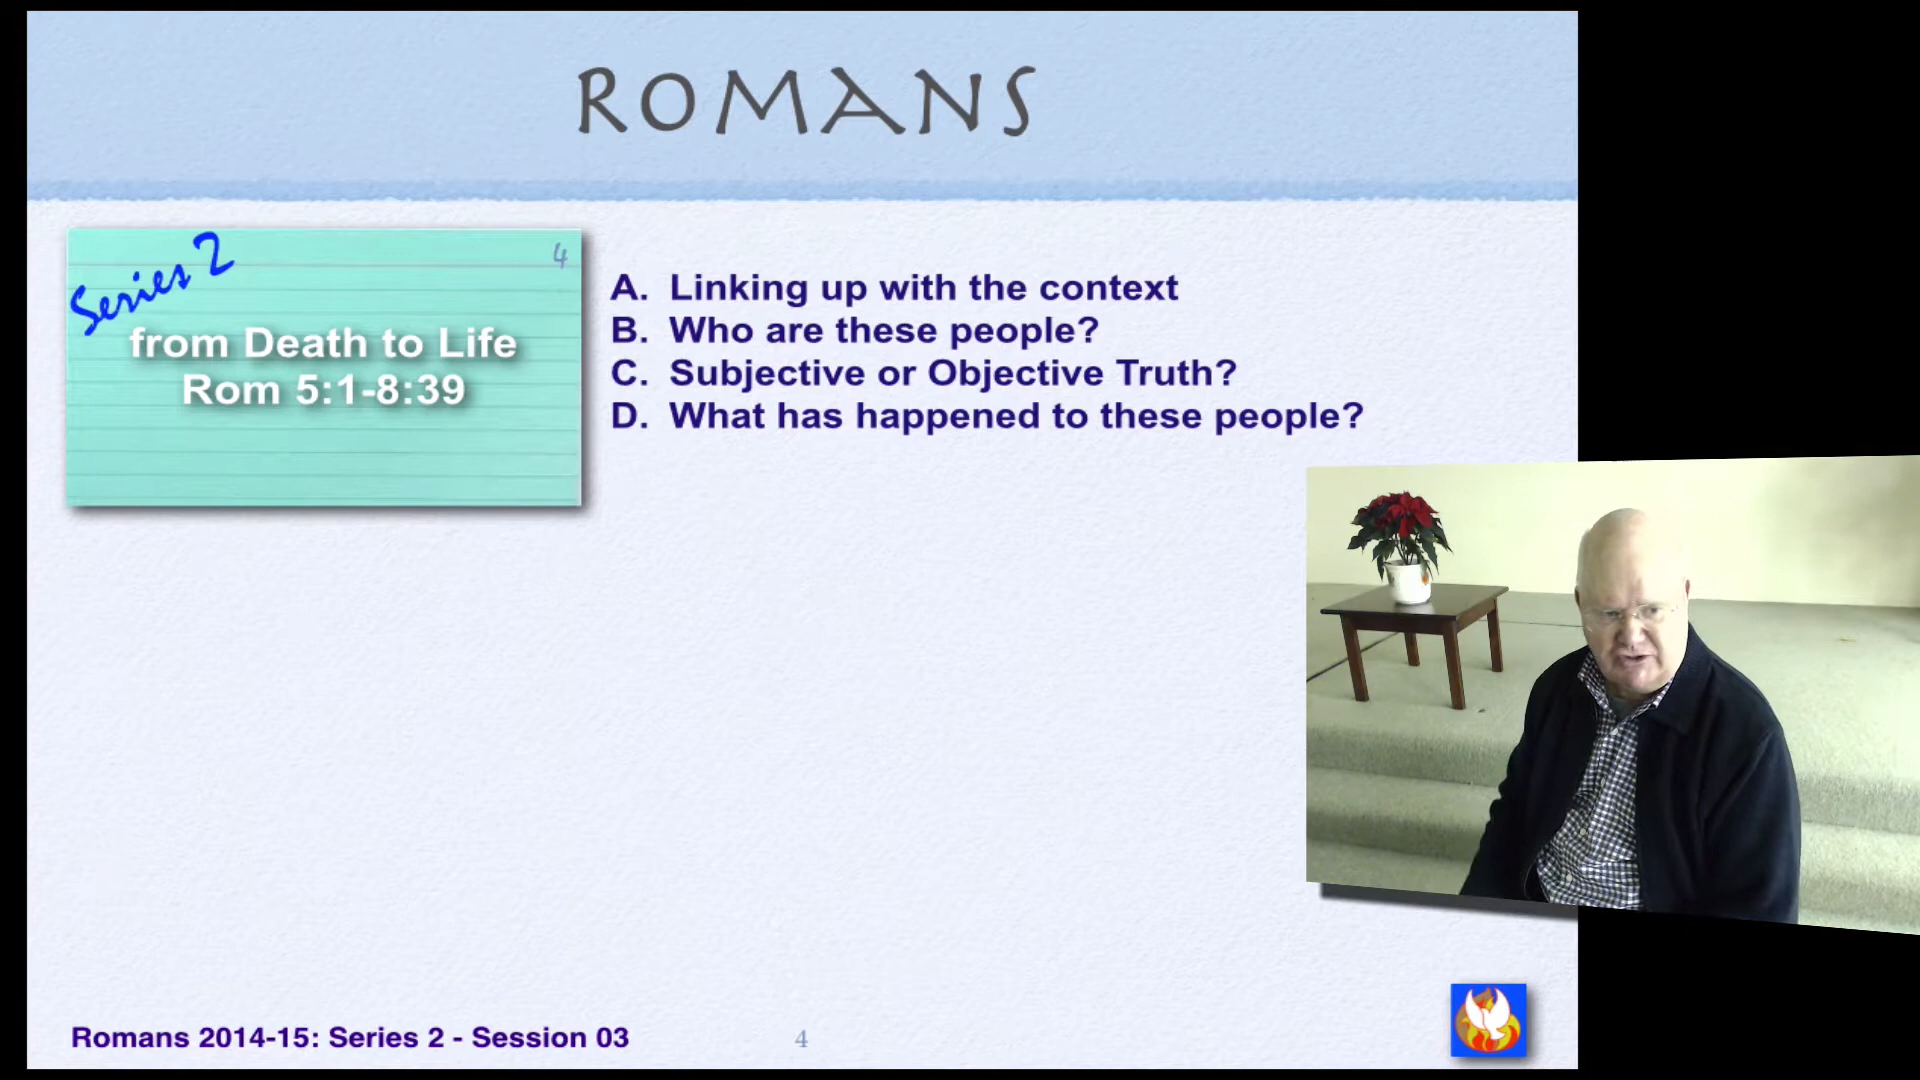 ROMANS
Series 2
4
from Death to Life
Rom 5:1-8:39
A. Linking up with the context
B. Who are these people?
C. Subjective or Objective Truth?
D. What has happened to these people?
Romans 2014-15: Series 2 - Session 03
4